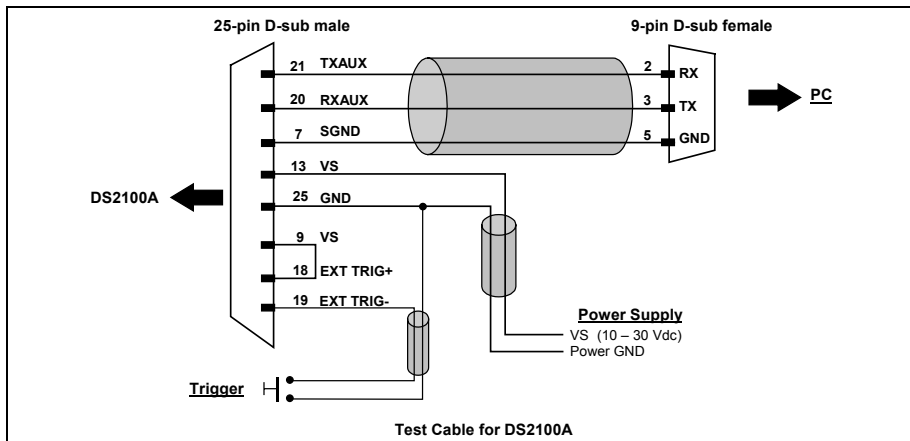 25-pin D-sub male 9-pin D-sub female
21 TXAUX 2 RX
20 RXAUX 3 TX
PC
7 SGND 5 GND
13 VS
DS2100A
25 GND
9 VS
18 EXT TRIG+
19 EXT TRIG-
Power Supply
VS (10 – 30 Vdc)
Power GND
Trigger
Test Cable for DS2100A